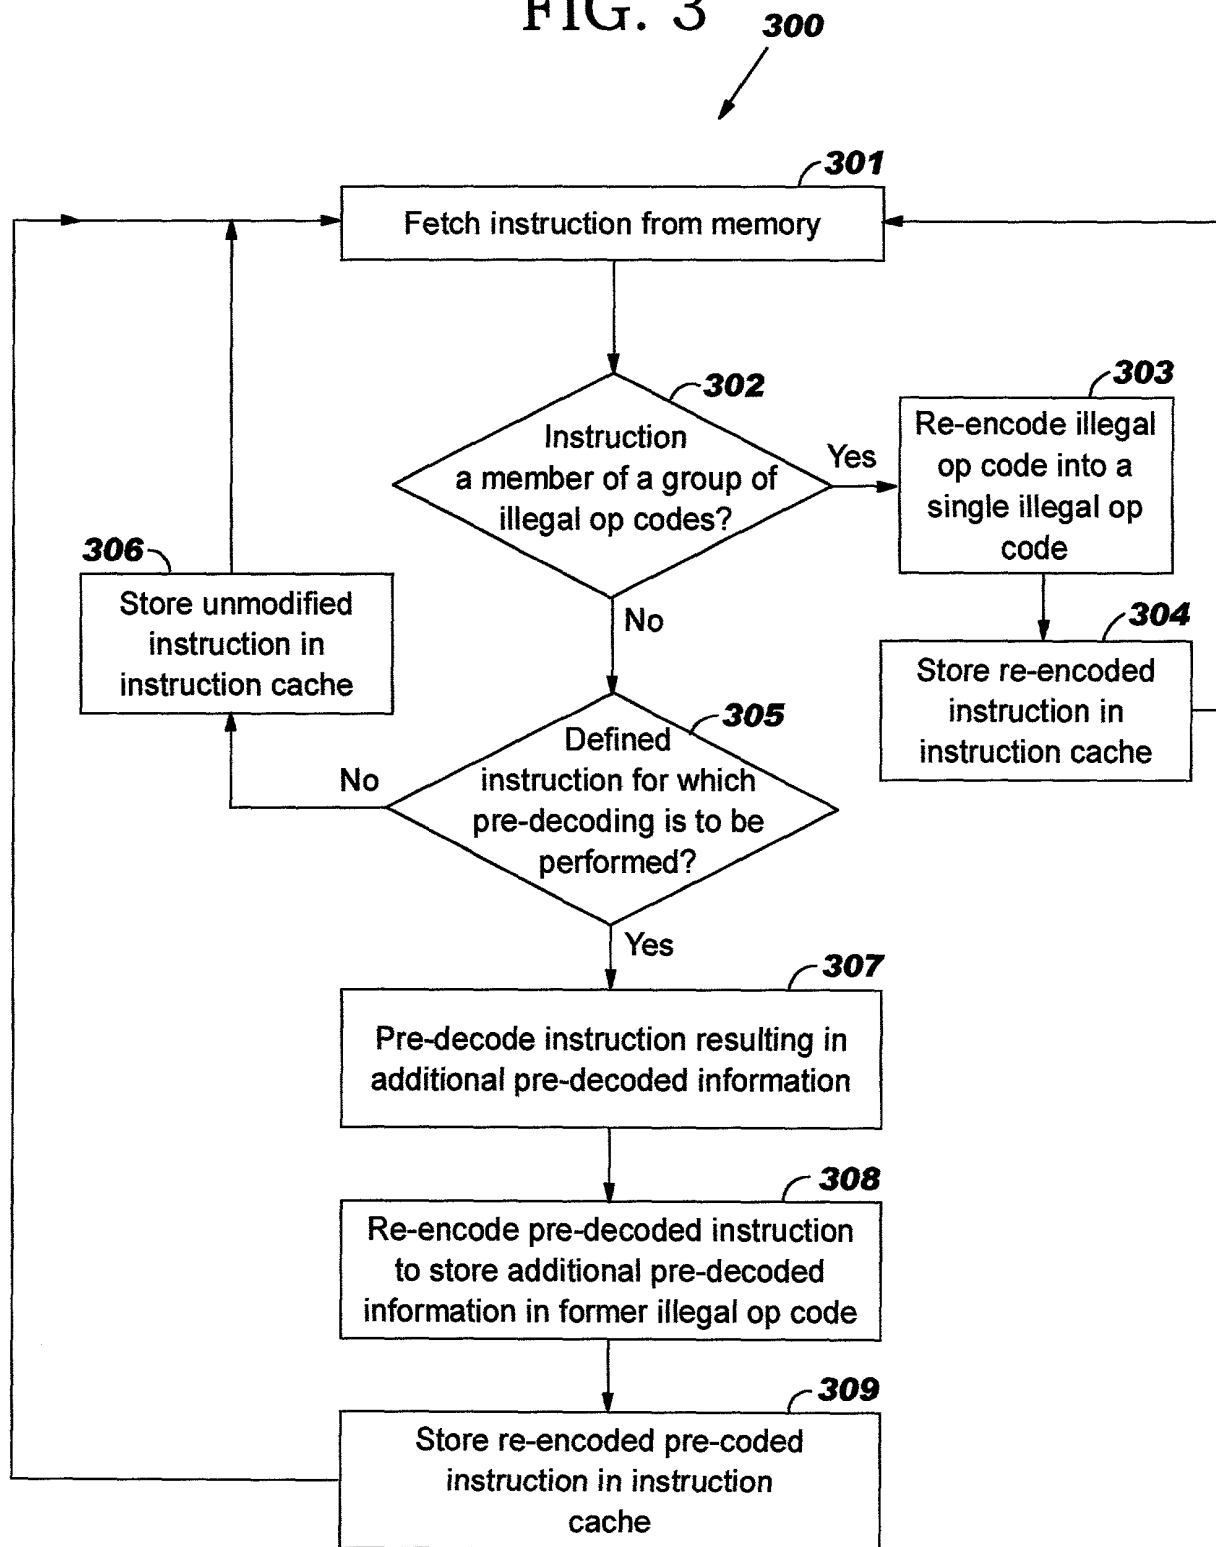 FIG. 3
300
301
Fetch instruction from memory
302
Instruction
a member of a group of
illegal op codes?
Yes
303
Re-encode illegal
op code into a
single illegal op
code
306
Store unmodified
instruction in
instruction cache
No
304
Store re-encoded
instruction in
instruction cache
305
Defined
instruction for which
pre-decoding is to be
performed?
No
Yes
307
Pre-decode instruction resulting in
additional pre-decoded information
308
Re-encode pre-decoded instruction
to store additional pre-decoded
information in former illegal op code
309
Store re-encoded pre-coded
instruction in instruction
cache